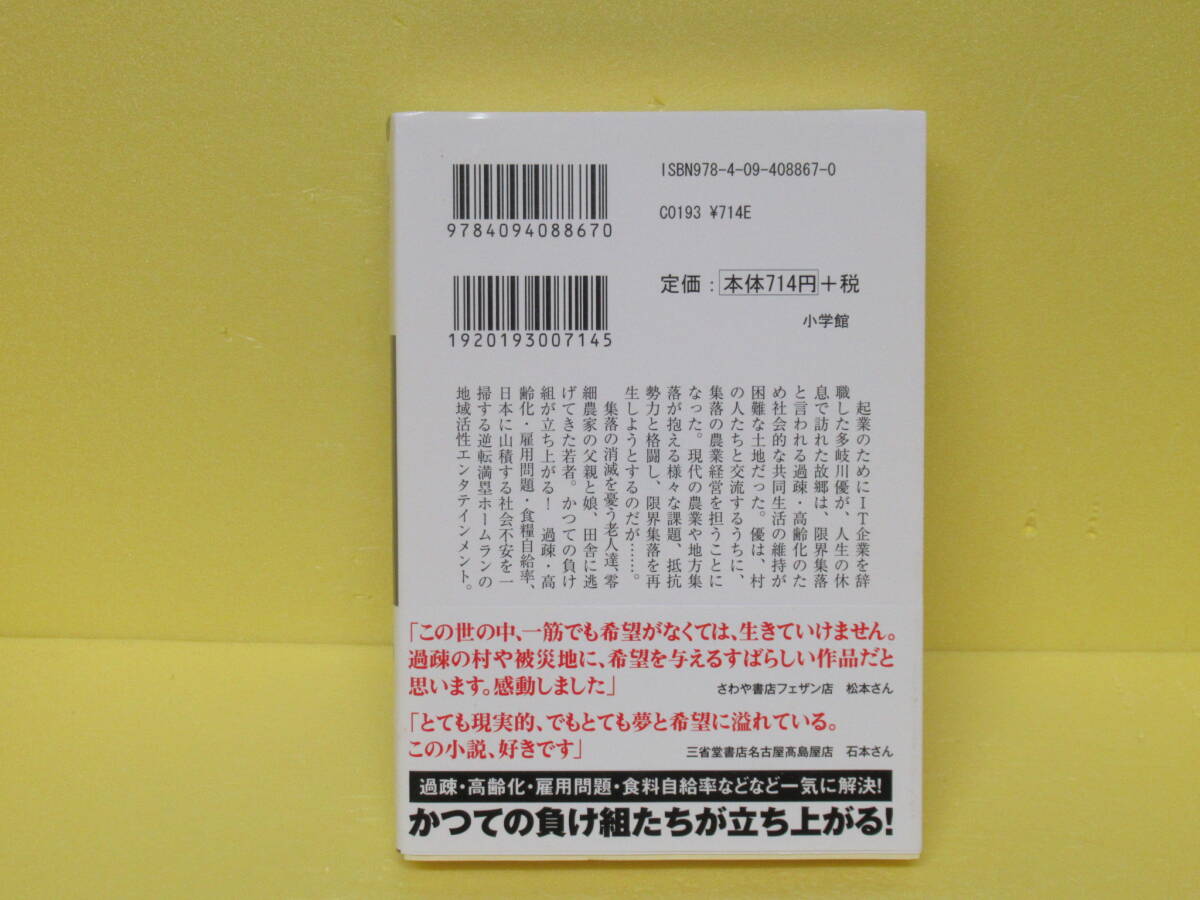 ISBN978-4-09-408867-0
9784094088670
C0193 ¥714E
1920193007145
定価：本体714円＋税
小学館
起業のためにＩＴ企業を辞
職した多岐川優が、人生の休
息で訪れた故郷は、限界集落
と言われる過疎・高齢化のた
め社会的な共同生活の維持が
困難な土地だった。優は、村
の人たちと交流するうちに、
集落の農業経営を担うことに
なった。現代の農業や地方集
落が抱える様々な課題、抵抗
勢力と格闘し、限界集落を再
生しようとするのだが……。
集落の消滅を憂う老人達、零
細農家の父親と娘、田舎に逃
げてきた若者。かつての負け
組が立ち上がる！　過疎・高
齢化・雇用問題・食糧自給率、
日本に山積する社会不安を一
掃する逆転満塁ホームランの
地域活性エンタテインメント。
「この世の中、一筋でも希望がなくては、生きていけません。
過疎の村や被災地に、希望を与えるすばらしい作品だと
思います。感動しました」
さわや書店フェザン店　松本さん
「とても現実的、でもとても夢と希望に溢れている。
この小説、好きです」
三省堂書店名古屋髙島屋店　石本さん
過疎・高齢化・雇用問題・食料自給率などなど一気に解決！
かつての負け組たちが立ち上がる！